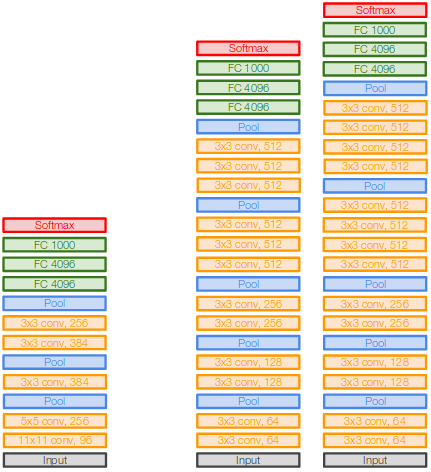 Softmax
FC 1000
FC 4096
FC 4096
Pool
3x3 conv, 256
3x3 conv, 384
Pool
3x3 conv, 384
Pool
5x5 conv, 256
11x11 conv, 96
Input
Softmax
FC 1000
FC 4096
FC 4096
Pool
3x3 conv, 512
3x3 conv, 512
3x3 conv, 512
Pool
3x3 conv, 512
3x3 conv, 512
3x3 conv, 512
Pool
3x3 conv, 256
3x3 conv, 256
Pool
3x3 conv, 128
3x3 conv, 128
Pool
3x3 conv, 64
3x3 conv, 64
Input
Softmax
FC 1000
FC 4096
FC 4096
Pool
3x3 conv, 512
3x3 conv, 512
3x3 conv, 512
3x3 conv, 512
Pool
3x3 conv, 512
3x3 conv, 512
3x3 conv, 512
3x3 conv, 512
Pool
3x3 conv, 256
3x3 conv, 256
Pool
3x3 conv, 128
3x3 conv, 128
Pool
3x3 conv, 64
3x3 conv, 64
Input